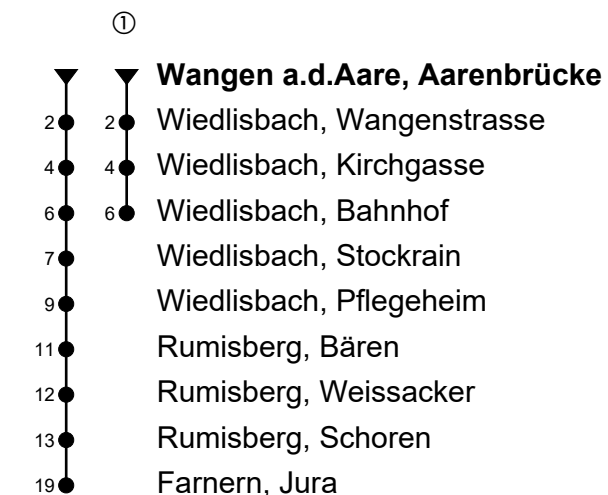 ①
Wangen a.d.Aare, Aarenbrücke
2 2 Wiedlisbach, Wangenstrasse
4 4 Wiedlisbach, Kirchgasse
6 6 Wiedlisbach, Bahnhof
7 Wiedlisbach, Stockrain
9 Wiedlisbach, Pflegeheim
11 Rumisberg, Bären
12 Rumisberg, Weissacker
13 Rumisberg, Schoren
19 Farnern, Jura